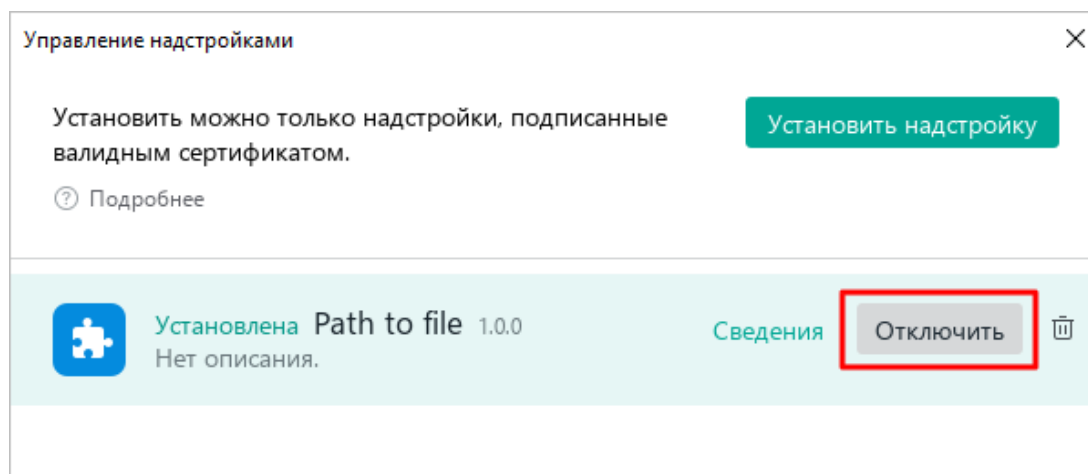 Управление надстройками
Установить можно только надстройки, подписанные
валидным сертификатом.
Установить надстройку
Подробнее
Установлена Path to file 1.0.0
Нет описания.
Сведения
Отключить